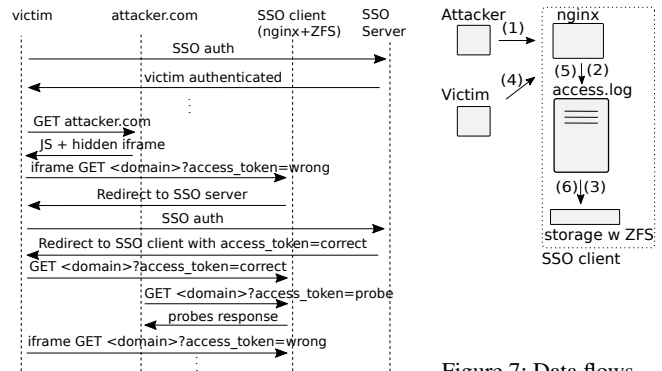 victim
attacker.com
SSO client
(nginx+ZFS)
SSO
Server
SSO auth
victim authenticated
GET attacker.com
JS + hidden iframe
iframe GET <domain>?access_token=wrong
Redirect to SSO server
SSO auth
Redirect to SSO client with access_token=correct
GET <domain>?access_token=correct
GET <domain>?access_token=probe
probes response
iframe GET <domain>?access_token=wrong
Attacker
(1)
nginx
Victim
(4)
(5) (2)
access.log
(6) (3)
storage w ZFS
SSO client
Figure 7: Data flows